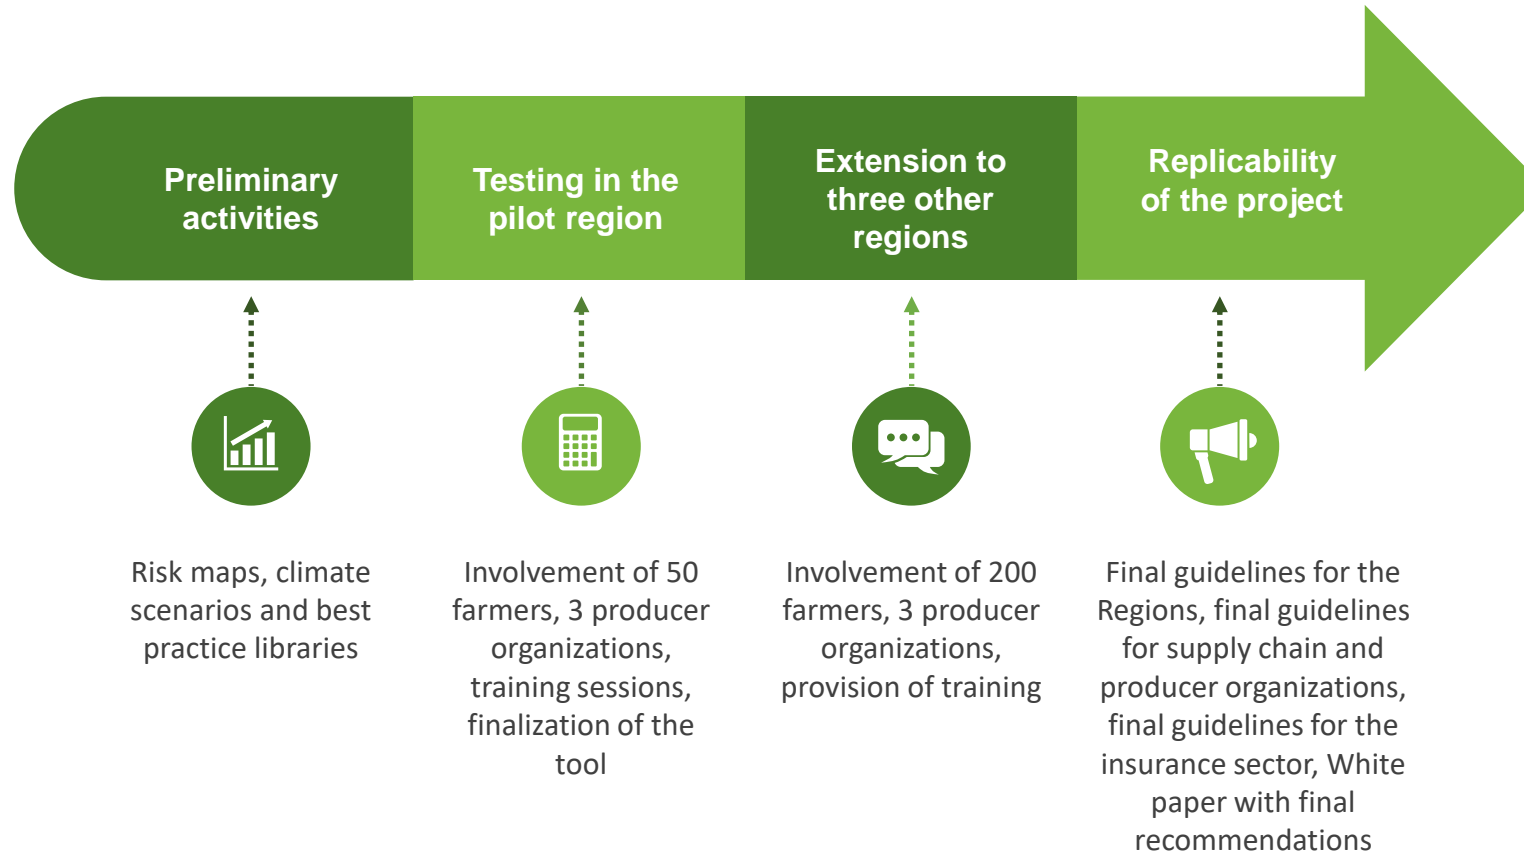 Preliminary
activities
Testing in the
pilot region
Extension to
three other
regions
Replicability
of the project
Risk maps, climate
scenarios and best
practice libraries
Involvement of 50
farmers, 3 producer
organizations,
training sessions,
finalization of the
tool
Involvement of 200
farmers, 3 producer
organizations,
provision of training
Final guidelines for the
Regions, final guidelines
for supply chain and
producer organizations,
final guidelines for the
insurance sector, White
paper with final
recommendations